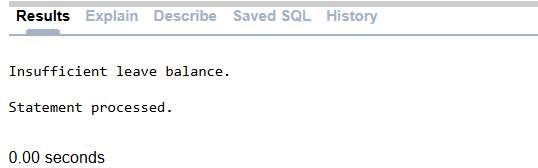 Results Explain Describe Saved SQL History
Insufficient leave balance.
Statement processed.
0.00 seconds